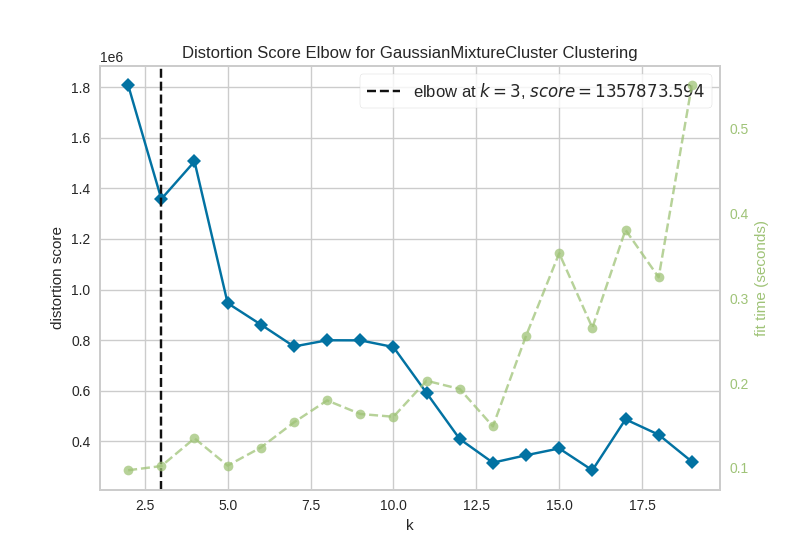 Distortion Score Elbow for GaussianMixtureCluster Clustering
1e6
elbow at k = 3, score = 1357873.594
1.8
1.6
1.4
1.2
1.0
0.8
0.6
0.4
distortion score
0.5
0.4
0.3
0.2
0.1
fit time (seconds)
2.5 5.0 7.5 10.0 12.5 15.0 17.5
k